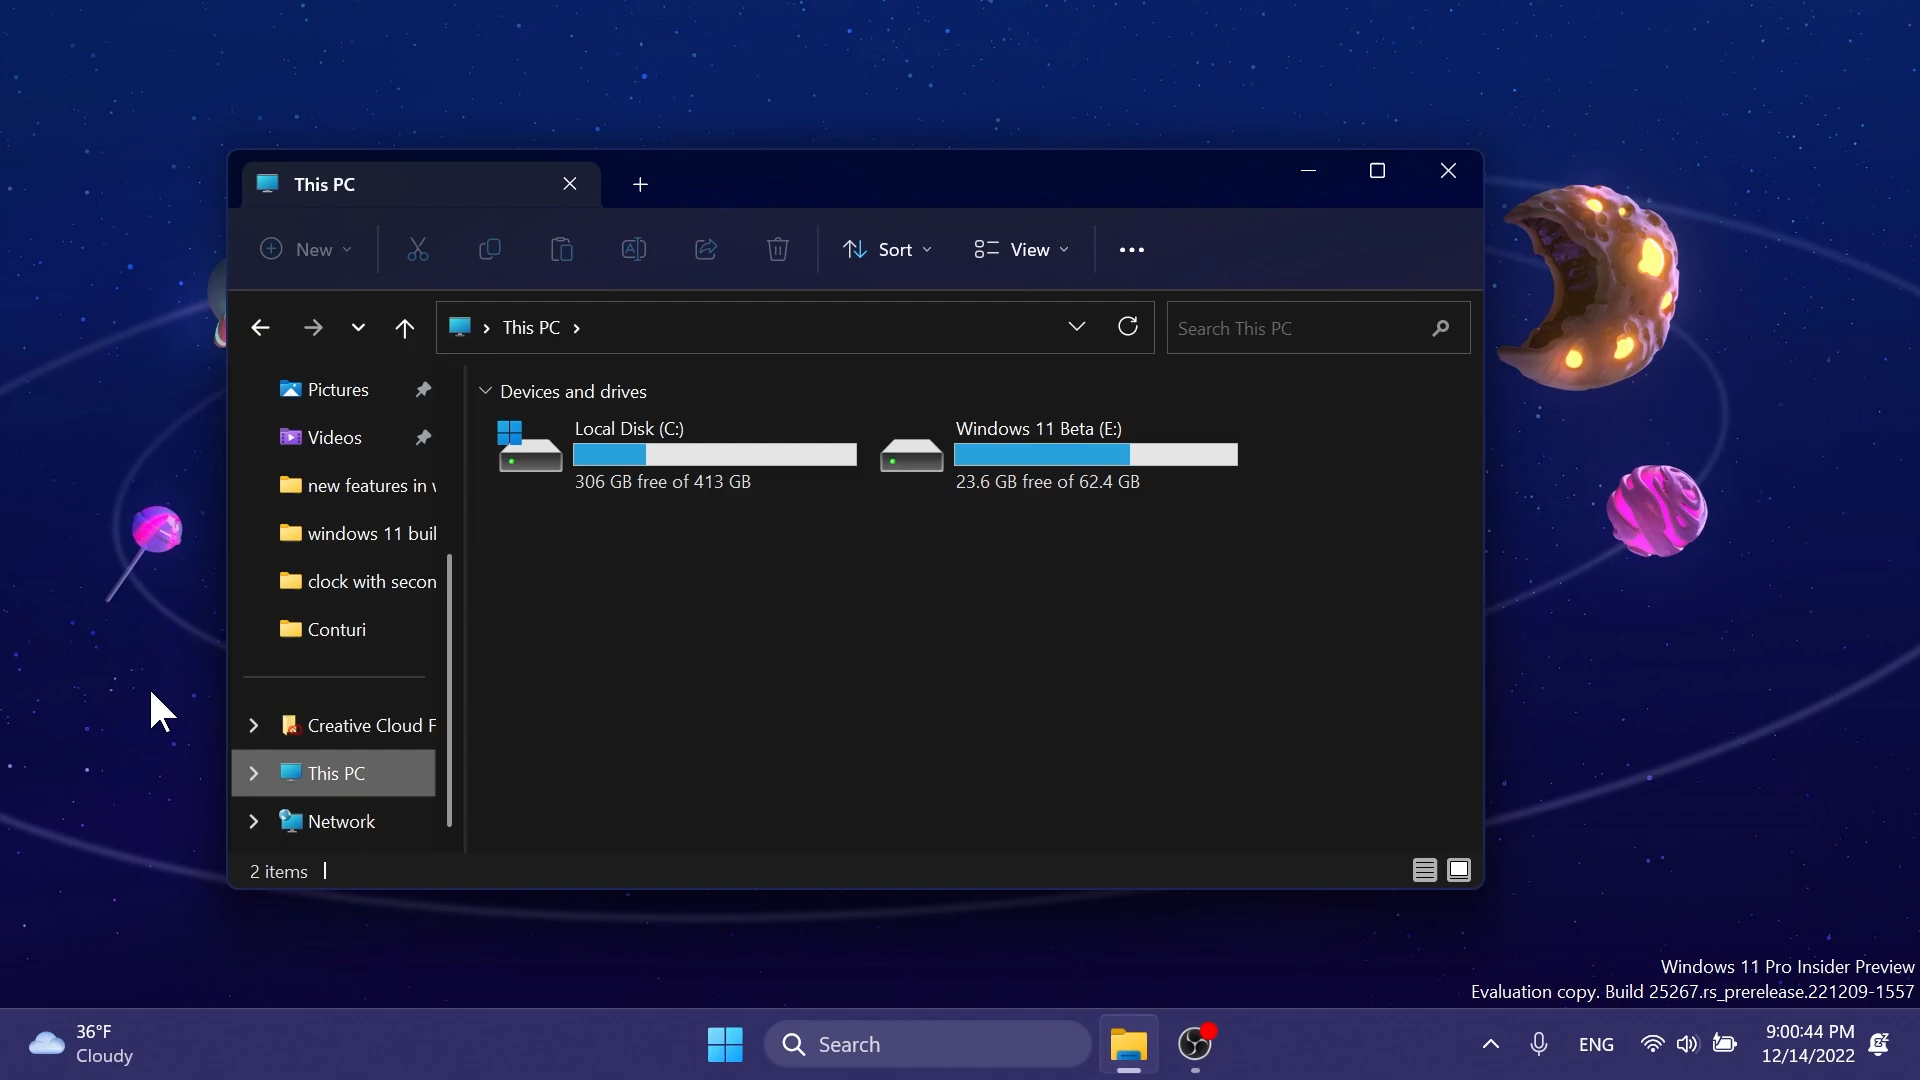 This PC
New
Sort
View
This PC
Search This PC
Pictures
Videos
new features in
windows 11 buil
clock with secon
Conturi
Creative Cloud F
This PC
Network
Devices and drives
Local Disk (C:)
306 GB free of 413 GB
Windows 11 Beta (E:)
23.6 GB free of 62.4 GB
2 items
Windows 11 Pro Insider Preview
Evaluation copy. Build 25267.rs_prerelease.221209-1557
36°F
Cloudy
Search
ENG
9:00:44 PM
12/14/2022